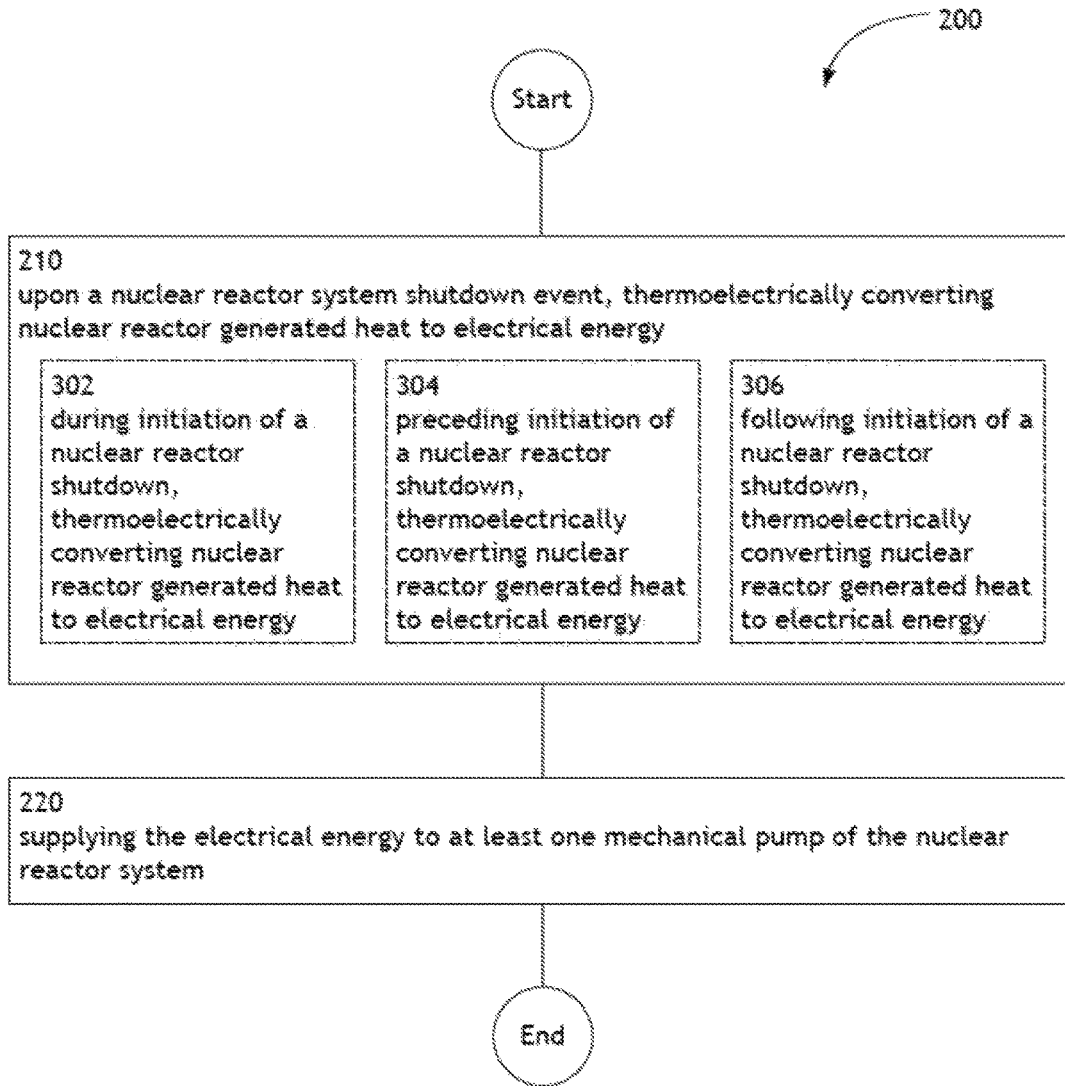 200
Start
210
upon a nuclear reactor system shutdown event, thermoelectrically converting
nuclear reactor generated heat to electrical energy
302
during initiation of a
nuclear reactor
shutdown,
thermoelectrically
converting nuclear
reactor generated heat
to electrical energy
304
preceding initiation of
a nuclear reactor
shutdown,
thermoelectrically
converting nuclear
reactor generated heat
to electrical energy
306
following initiation of a
nuclear reactor
shutdown,
thermoelectrically
converting nuclear
reactor generated heat
to electrical energy
220
supplying the electrical energy to at least one mechanical pump of the nuclear
reactor system
End